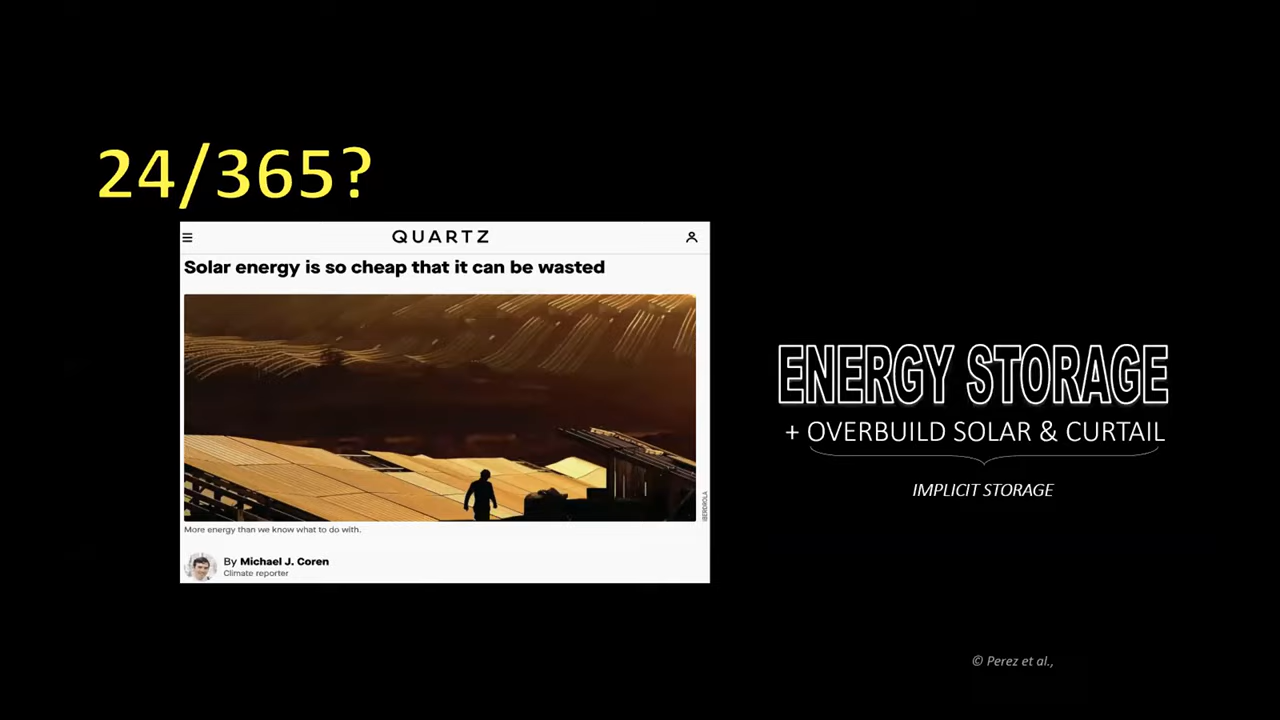 24/365?
QUARTZ
Solar energy is so cheap that it can be wasted
IBERDROLA
More energy than we know what to do with.
By Michael J. Coren
Climate reporter
ENERGY STORAGE
+ OVERBUILD SOLAR & CURTAIL
IMPLICIT STORAGE
© Perez et al.,